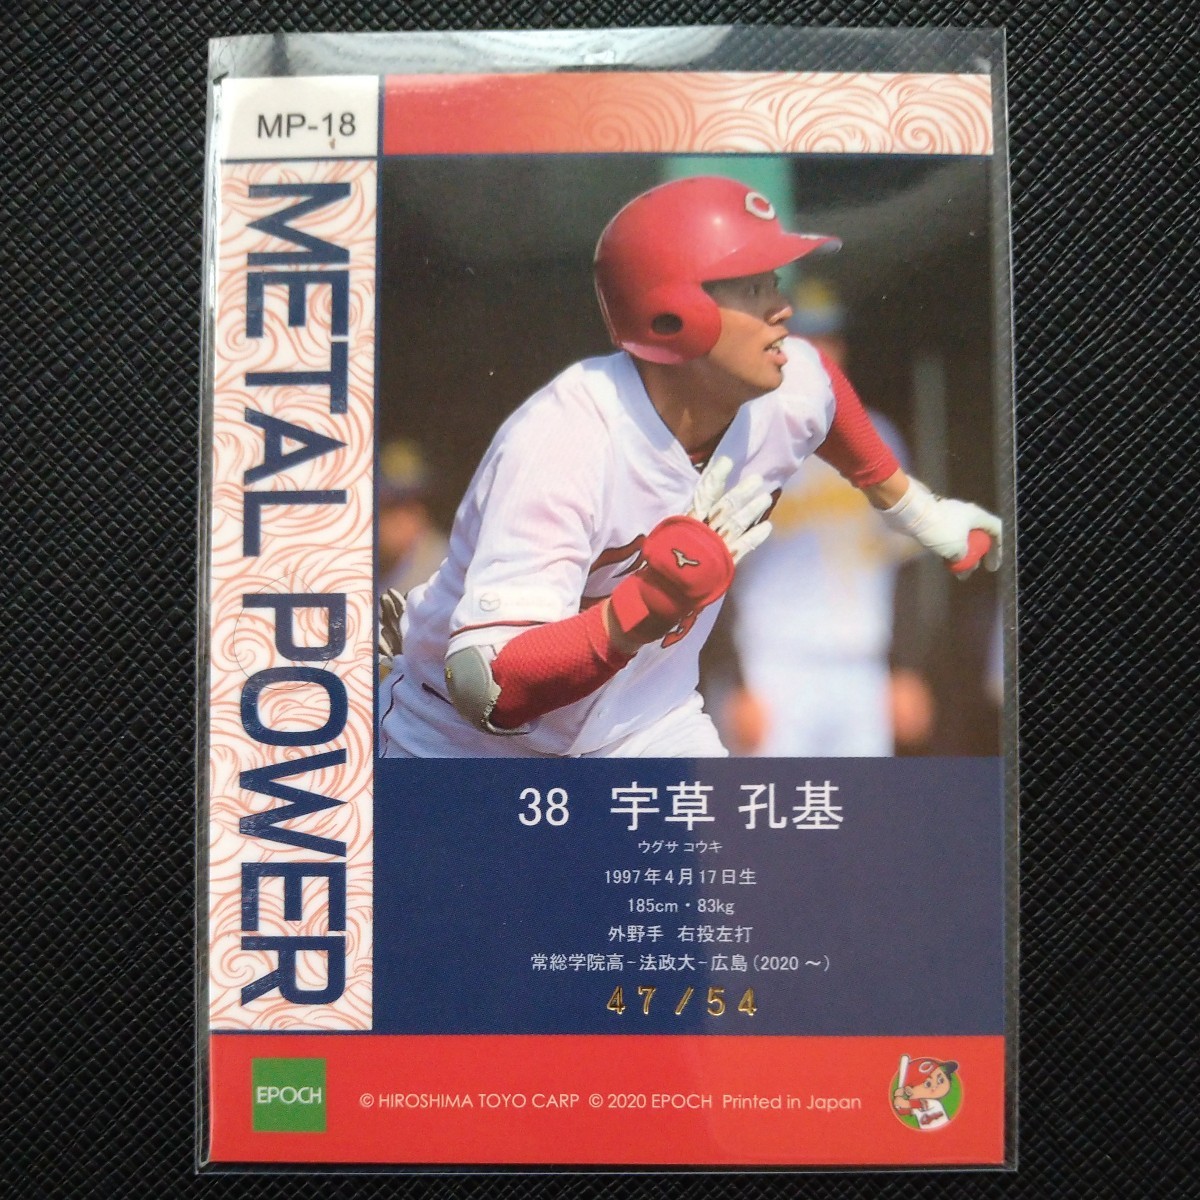 MP-18
METAL POWER
C
38 宇草 孔基
ウグサ コウキ
1997年4月17日生
185cm・83kg
外野手 右投左打
常総学院高-法政大-広島(2020～)
47/54
EPOCH
© HIROSHIMA TOYO CARP © 2020 EPOCH Printed in Japan